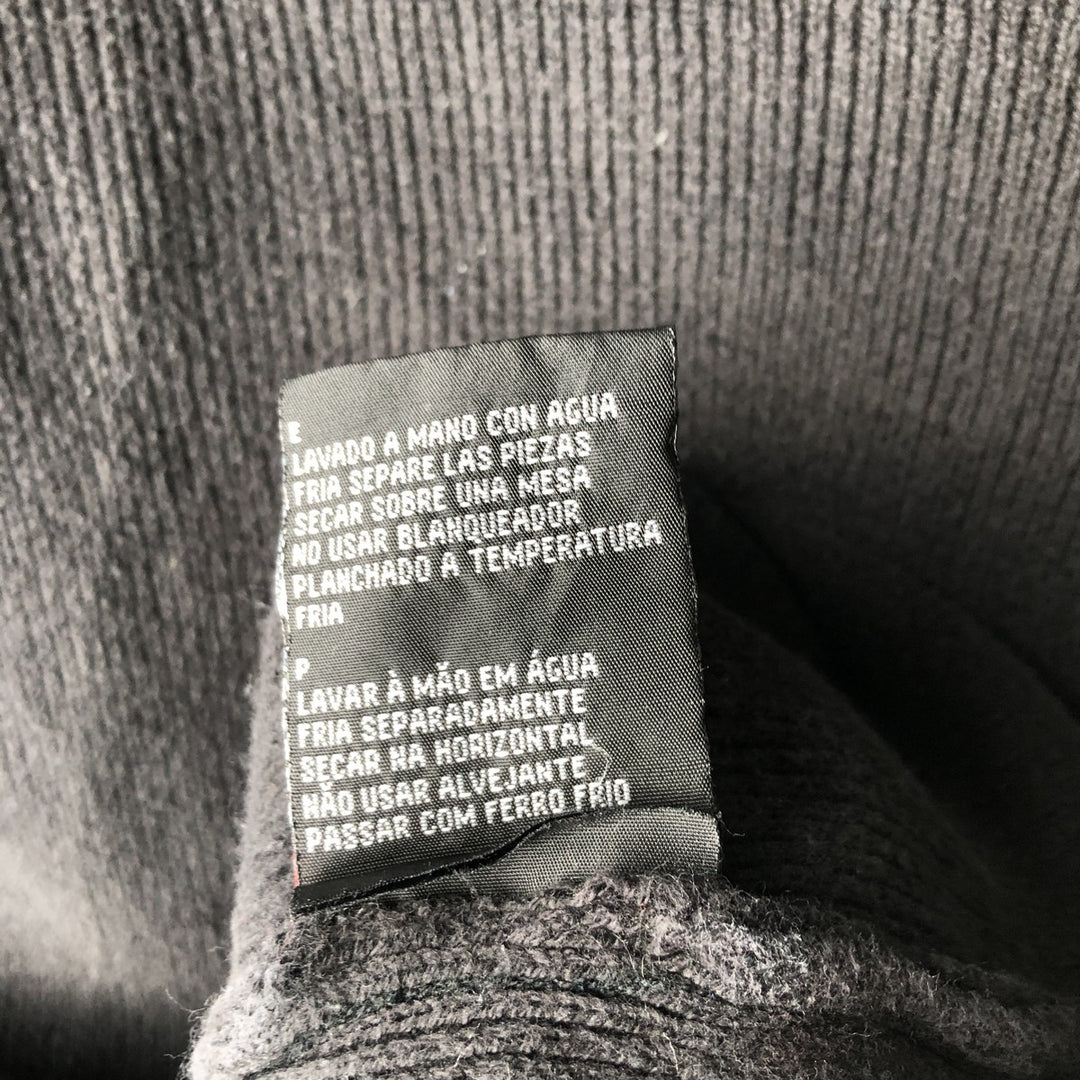 E
LAVADO A MANO CON AGUA
FRIA SEPARE LAS PIEZAS
SECAR SOBRE UNA MESA
NO USAR BLANQUEADOR
PLANCHADO A TEMPERATURA
FRIA
P
LAVAR À MÃO EM ÁGUA
FRIA SEPARADAMENTE
SECAR NA HORIZONTAL
NÃO USAR ALVEJANTE
PASSAR COM FERRO FRIO